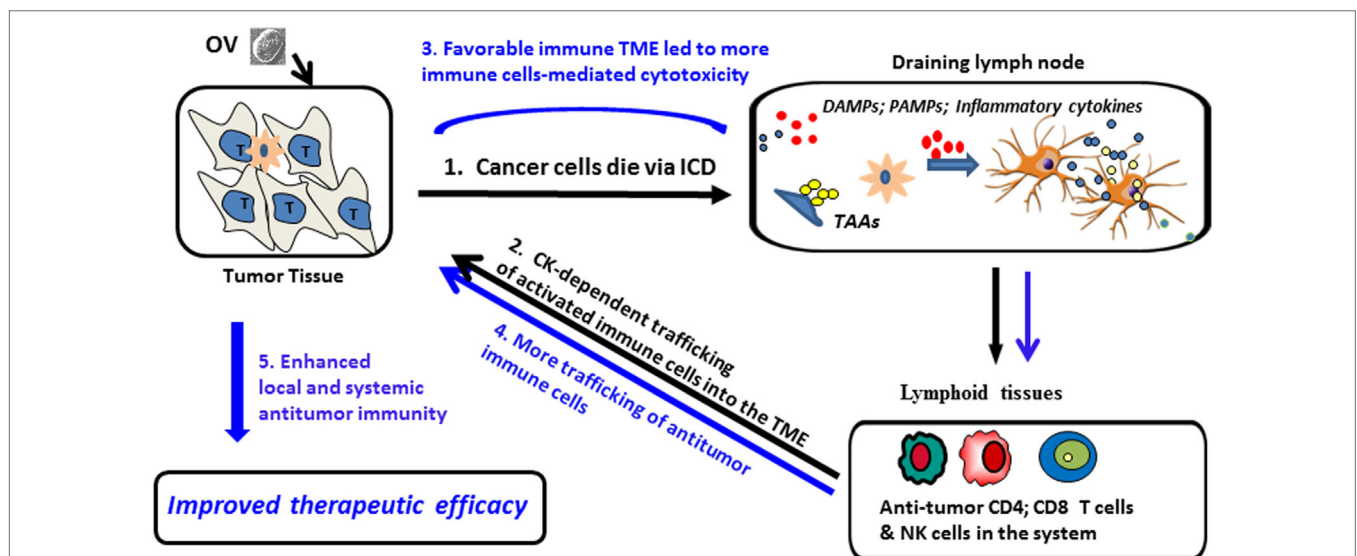 OV
3. Favorable immune TME led to more
immune cells-mediated cytotoxicity
Draining lymph node
DAMPs; PAMPs; Inflammatory cytokines
T
T
T
T
T
1. Cancer cells die via ICD
TAAs
Tumor Tissue
2. CK-dependent trafficking
of activated immune cells into the TME
4. More trafficking of antitumor
immune cells
5. Enhanced
local and systemic
antitumor immunity
Lymphoid tissues
Improved therapeutic efficacy
Anti-tumor CD4; CD8 T cells
& NK cells in the system